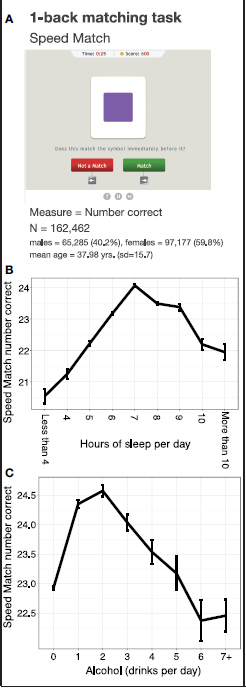 A 1-back matching task
Speed Match
Time: 0:25 Score: 600
Does this match the symbol immediately before it?
Not a Match Match
Measure = Number correct
N = 162,462
males = 65,285 (40.2%), females = 97,177 (59.8%)
mean age = 37.98 yrs. (sd=15.7)
B
Speed Match number correct
24
23
22
21
Less than 4 4 5 6 7 8 9 10 More than 10
Hours of sleep per day
C
Speed Match number correct
24,5
24,0
23,5
23,0
22.5
0 1 2 3 4 5 6 7+
Alcohol (drinks per day)